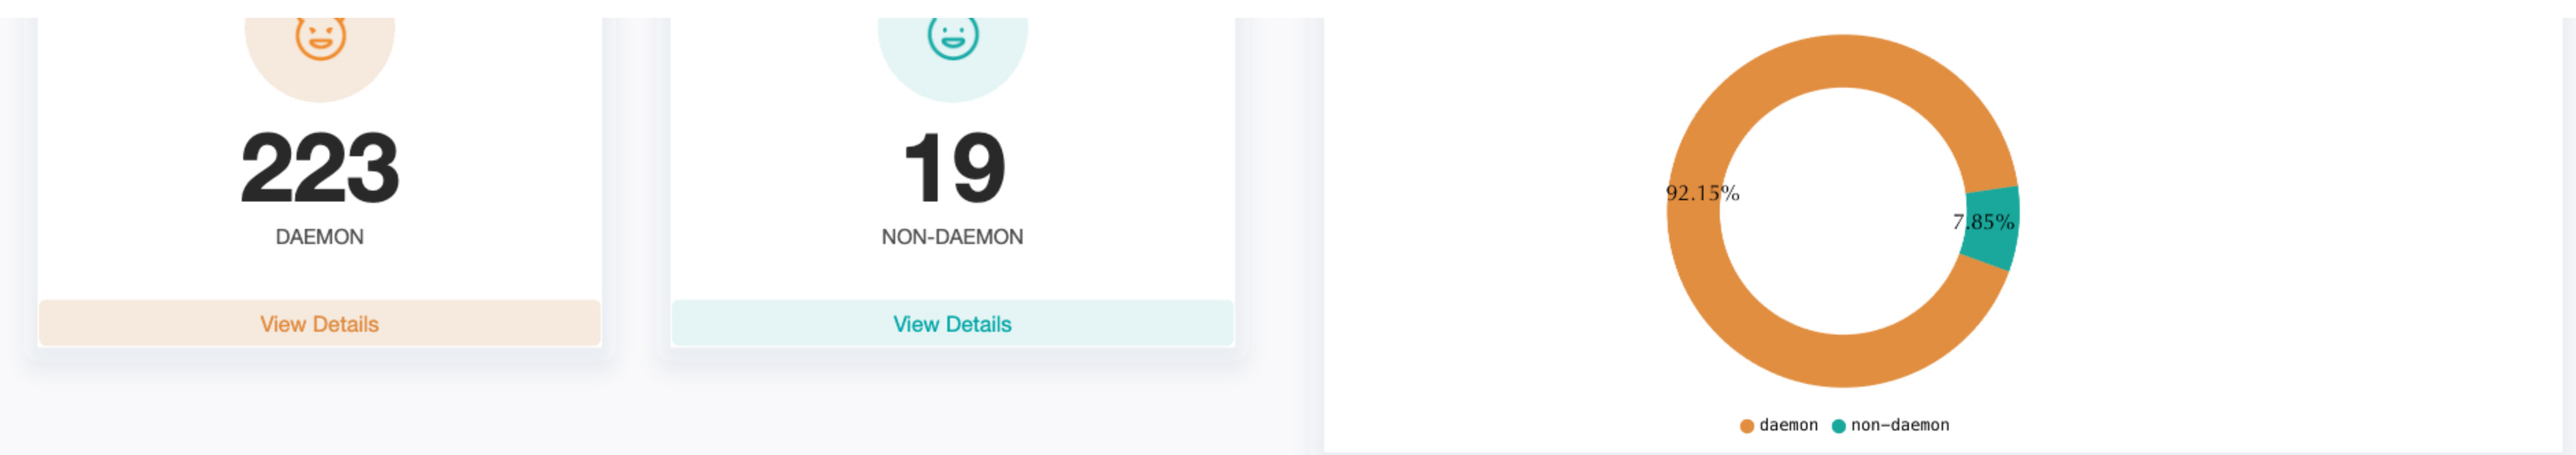 223
DAEMON
View Details
19
NON-DAEMON
View Details
92.15%
7.85%
daemon
non-daemon